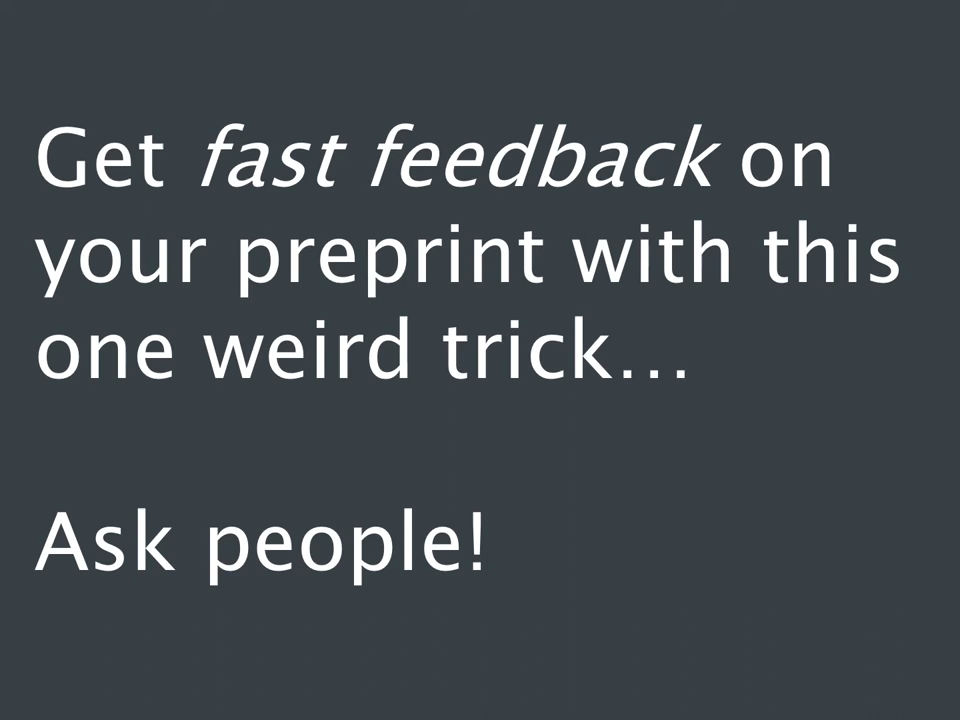 Get fast feedback on
your preprint with this
one weird trick…
Ask people!